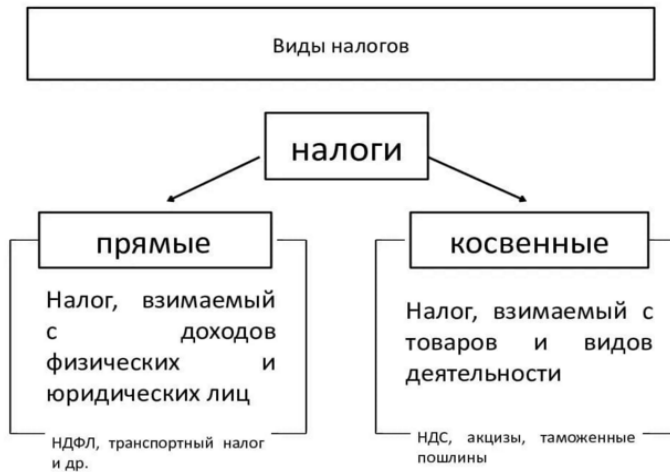 Виды налогов
налоги
прямые
косвенные
Налог, взимаемый
с доходов
физических и
юридических лиц
Налог, взимаемый с
товаров и видов
деятельности
НДФЛ, транспортный налог
и др.
НДС, акцизы, таможенные
пошлины